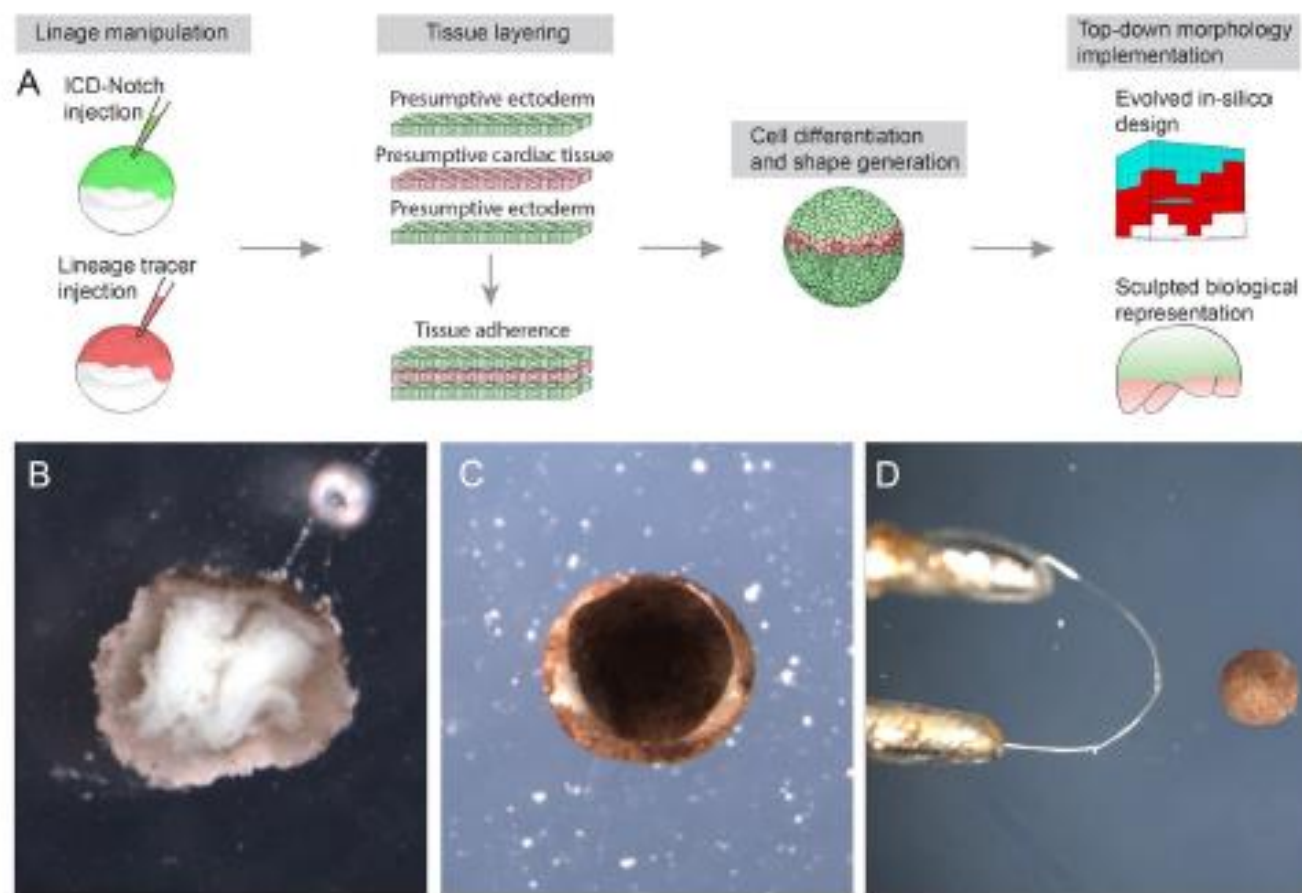 Linage manipulation
Tissue layering
Top-down morphology
implementation
A
ICD-Notch
injection
Lineage tracer
injection
Presumptive ectoderm
Presumptive cardiac tissue
Presumptive ectoderm
Tissue adherence
Cell differentiation
and shape generation
Evolved in-silico
design
Sculpted biological
representation
B
C
D